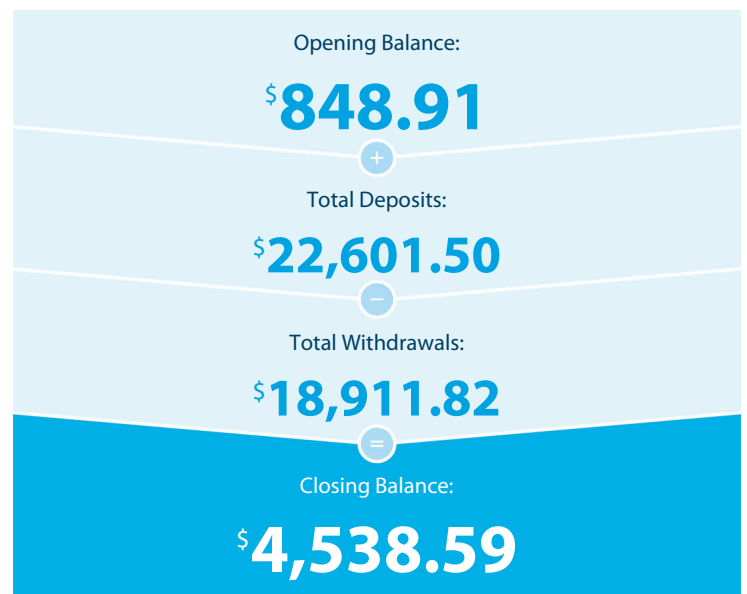 Opening Balance:
$848.91
+
Total Deposits:
$22,601.50
−
Total Withdrawals:
$18,911.82
=
Closing Balance:
$4,538.59